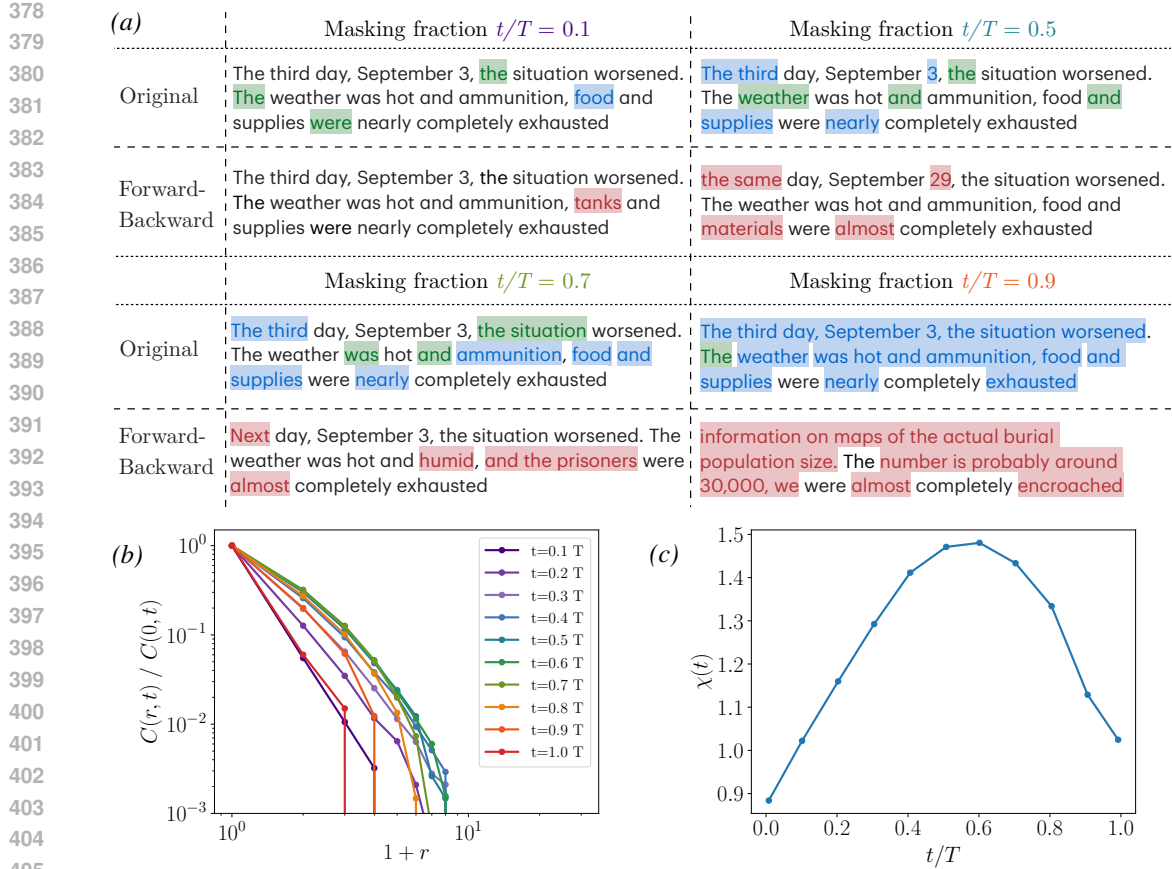 378
379
380
381
382
383
384
385
386
387
388
389
390
391
392
393
394
395
396
397
398
399
400
401
402
403
404
405
(a)
Masking fraction t/T = 0.1
Masking fraction t/T = 0.5
Original
The third day, September 3, the situation worsened.
The weather was hot and ammunition, food and
supplies were nearly completely exhausted
The third day, September 3, the situation worsened.
The weather was hot and ammunition, food and
supplies were nearly completely exhausted
Forward-
Backward
The third day, September 3, the situation worsened.
The weather was hot and ammunition, tanks and
supplies were nearly completely exhausted
the same day, September 29, the situation worsened.
The weather was hot and ammunition, food and
materials were almost completely exhausted
Masking fraction t/T = 0.7
Masking fraction t/T = 0.9
Original
The third day, September 3, the situation worsened.
The weather was hot and ammunition, food and
supplies were nearly completely exhausted
The third day, September 3, the situation worsened.
The weather was hot and ammunition, food and
supplies were nearly completely exhausted
Forward-
Backward
Next day, September 3, the situation worsened. The
weather was hot and humid, and the prisoners were
almost completely exhausted
information on maps of the actual burial
population size. The number is probably around
30,000, we were almost completely encroached
(b)
C(r, t) / C(0, t)
10⁰
10⁻¹
10⁻²
10⁻³
10⁰
10¹
1 + r
t=0.1 T
t=0.2 T
t=0.3 T
t=0.4 T
t=0.5 T
t=0.6 T
t=0.7 T
t=0.8 T
t=0.9 T
t=1.0 T
(c)
χ(t)
1.5
1.4
1.3
1.2
1.1
1.0
0.9
0.0
0.2
0.4
0.6
0.8
1.0
t/T